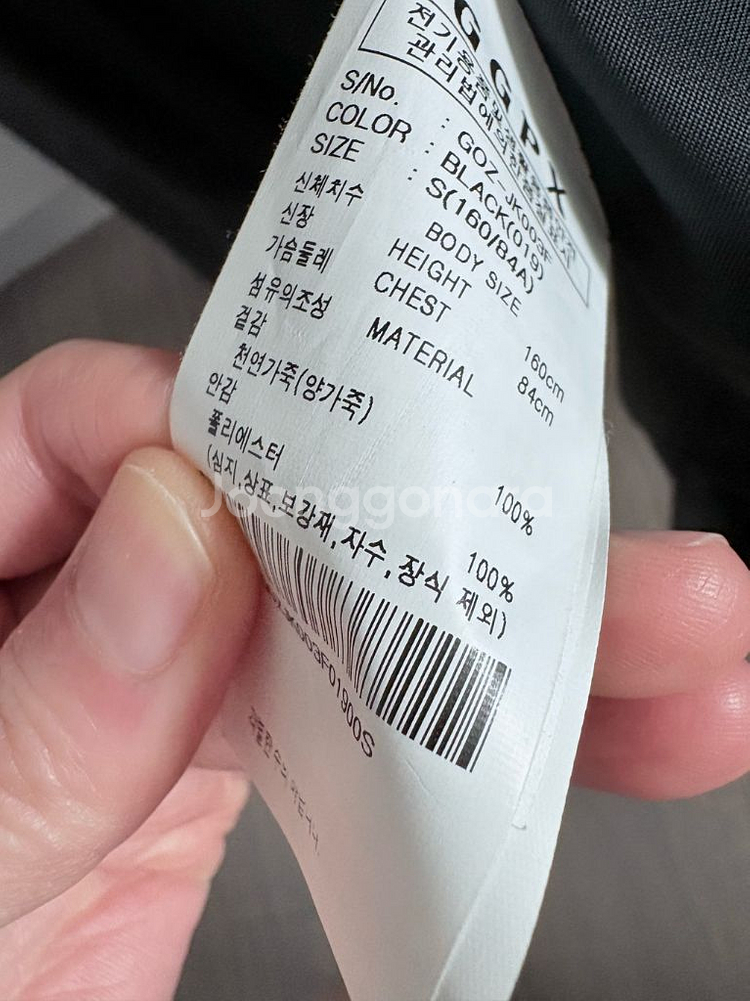 GGPX
전기용품및생활용품안전
관리법에의한품질표시
S/No. : GOZ-JK003F
COLOR : BLACK(019)
SIZE : S(160/84A)
신체치수 BODY SIZE
신장 HEIGHT 160cm
가슴둘레 CHEST 84cm
섬유의조성 MATERIAL
겉감
천연가죽(양가죽) 100%
안감
폴리에스터 100%
(심지,상표,보강재,자수,장식 제외)
Joonggonara